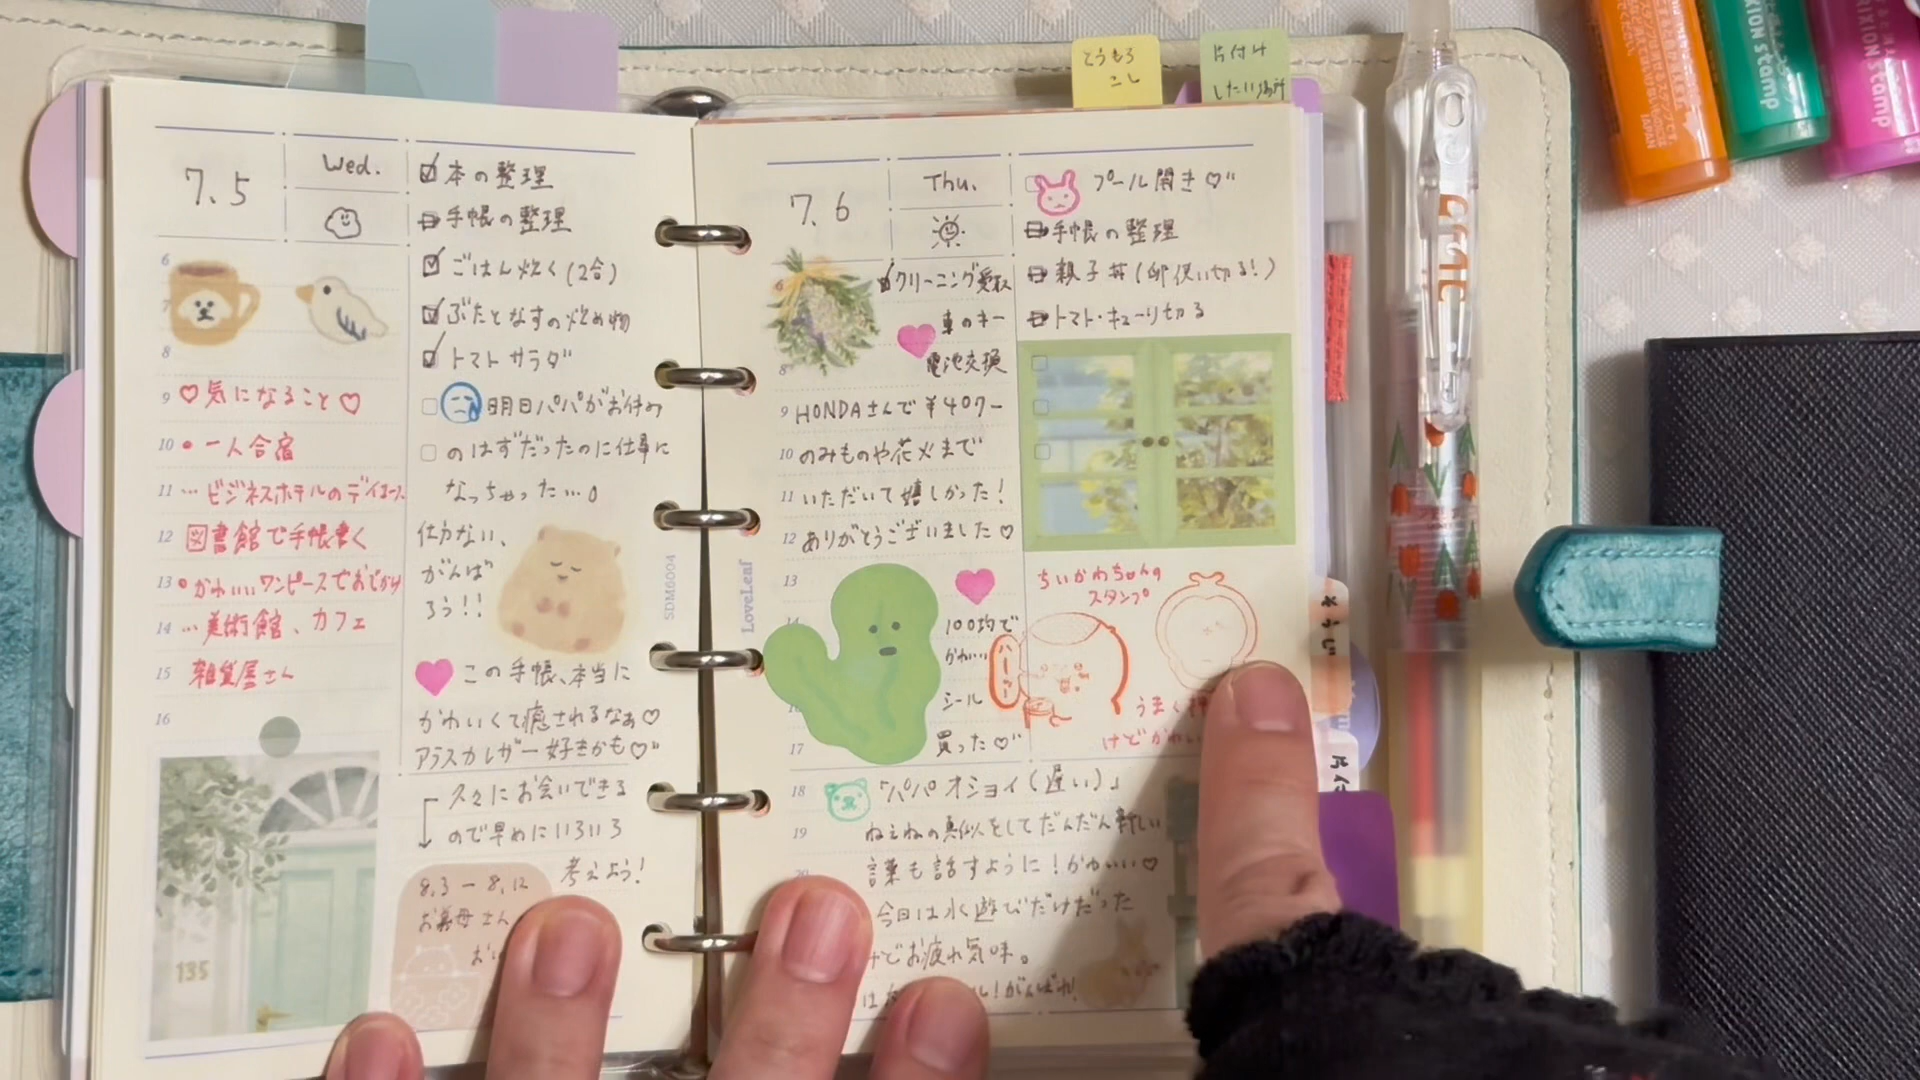 とうもろ
こし
片付け
したい場所
7.5
Wed.
本の整理
手帳の整理
ごはん炊く(2合)
ぶたとなすの炒め物
トマトサラダ
明日パパがお休み
のはずだったのに仕事に
なっちゃった…。
仕方ない、
がんば
ろう!!
6
7
8
9 ♡気になること♡
10 •一人合宿
11 …ビジネスホテルのデイユース
12 図書館で手帳書く
13 •かわいいワンピースでおでかけ
14 …美術館、カフェ
15 雑貨屋さん
16
この手帳、本当に
かわいくて癒されるなぁ♡
アラスカレザー好きかも♡
久々にお会いできる
ので早めにいろいろ
考えよう!
8.3 ー 8.12
お義母さん
135
SDM6004
LoveLeaf
7.6
Thu.
プール開き♡
手帳の整理
親子丼(卵使い切る!)
トマト・キューリ切る
クリーニング受取
車のキー
電池交換
8
9 HONDAさんで¥407ー
10 のみものや花火まで
11 いただいて嬉しかった!
12 ありがとうございました♡
13
100均で
かわいい
シール
17 買った♡
ちいかわちゃんの
スタンプ
うまく
けどかわい
18 「パパ オショイ(遅い)」
19 ねぇねの真似をしてだんだん新しい
言葉も話すように!かわいい♡
今日は水遊びだけだった
けどお疲れ気味。
がんばれ!
FRIXION stamp
JAPAN